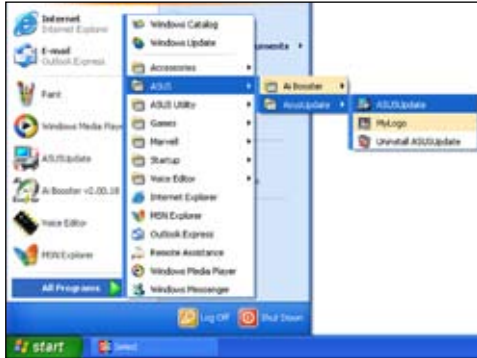 Internet
Internet Explorer
E-mail
Outlook Express
Paint
Windows Media Player
ASUSUpdate
Ai Booster v2.00.18
Voice Editor
MSN Explorer
All Programs
Windows Catalog
Windows Update
Accessories
ASUS
ASUS Utility
Games
Marvell
Startup
Voice Editor
Internet Explorer
MSN Explorer
Outlook Express
Remote Assistance
Windows Media Player
Windows Messenger
cuments
Ai Booster
AsusUpdate
ASUSUpdate
MyLogo
Uninstall ASUSUpdate
Log Off
Shut Down
start